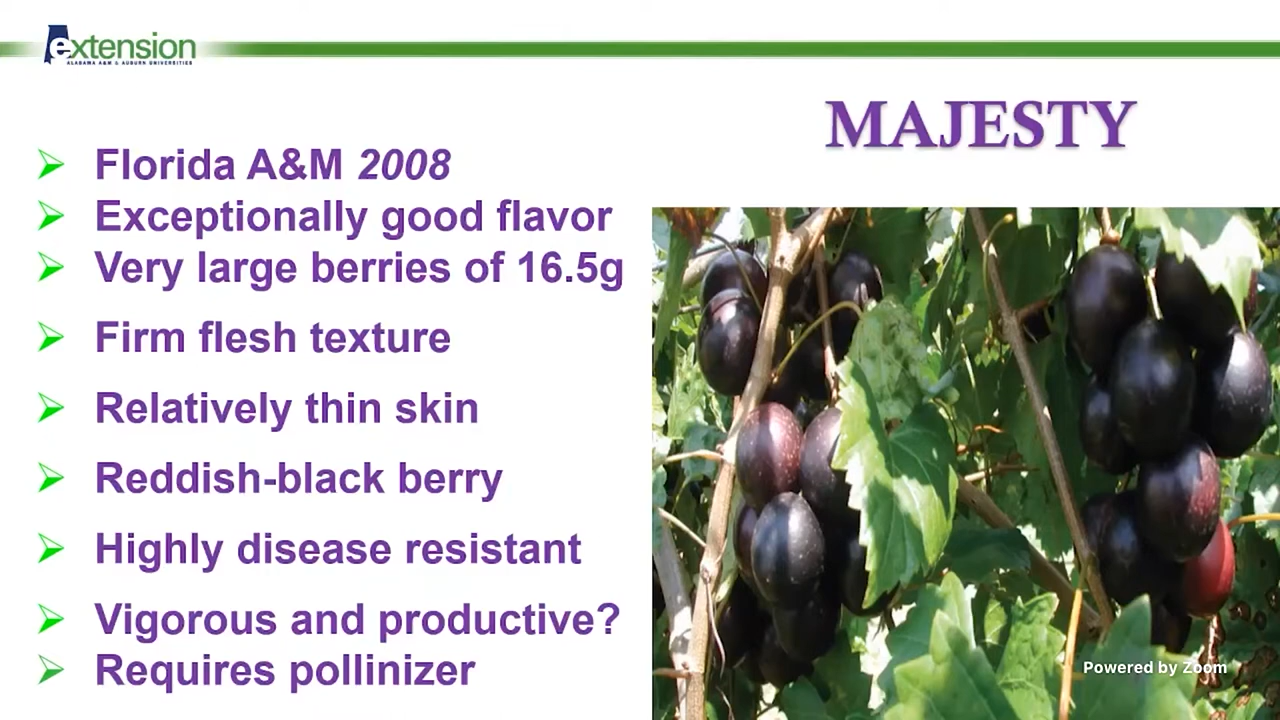 extension
ALABAMA A&M & AUBURN UNIVERSITIES
MAJESTY
Florida A&M 2008
Exceptionally good flavor
Very large berries of 16.5g
Firm flesh texture
Relatively thin skin
Reddish-black berry
Highly disease resistant
Vigorous and productive?
Requires pollinizer
Powered by Zoom